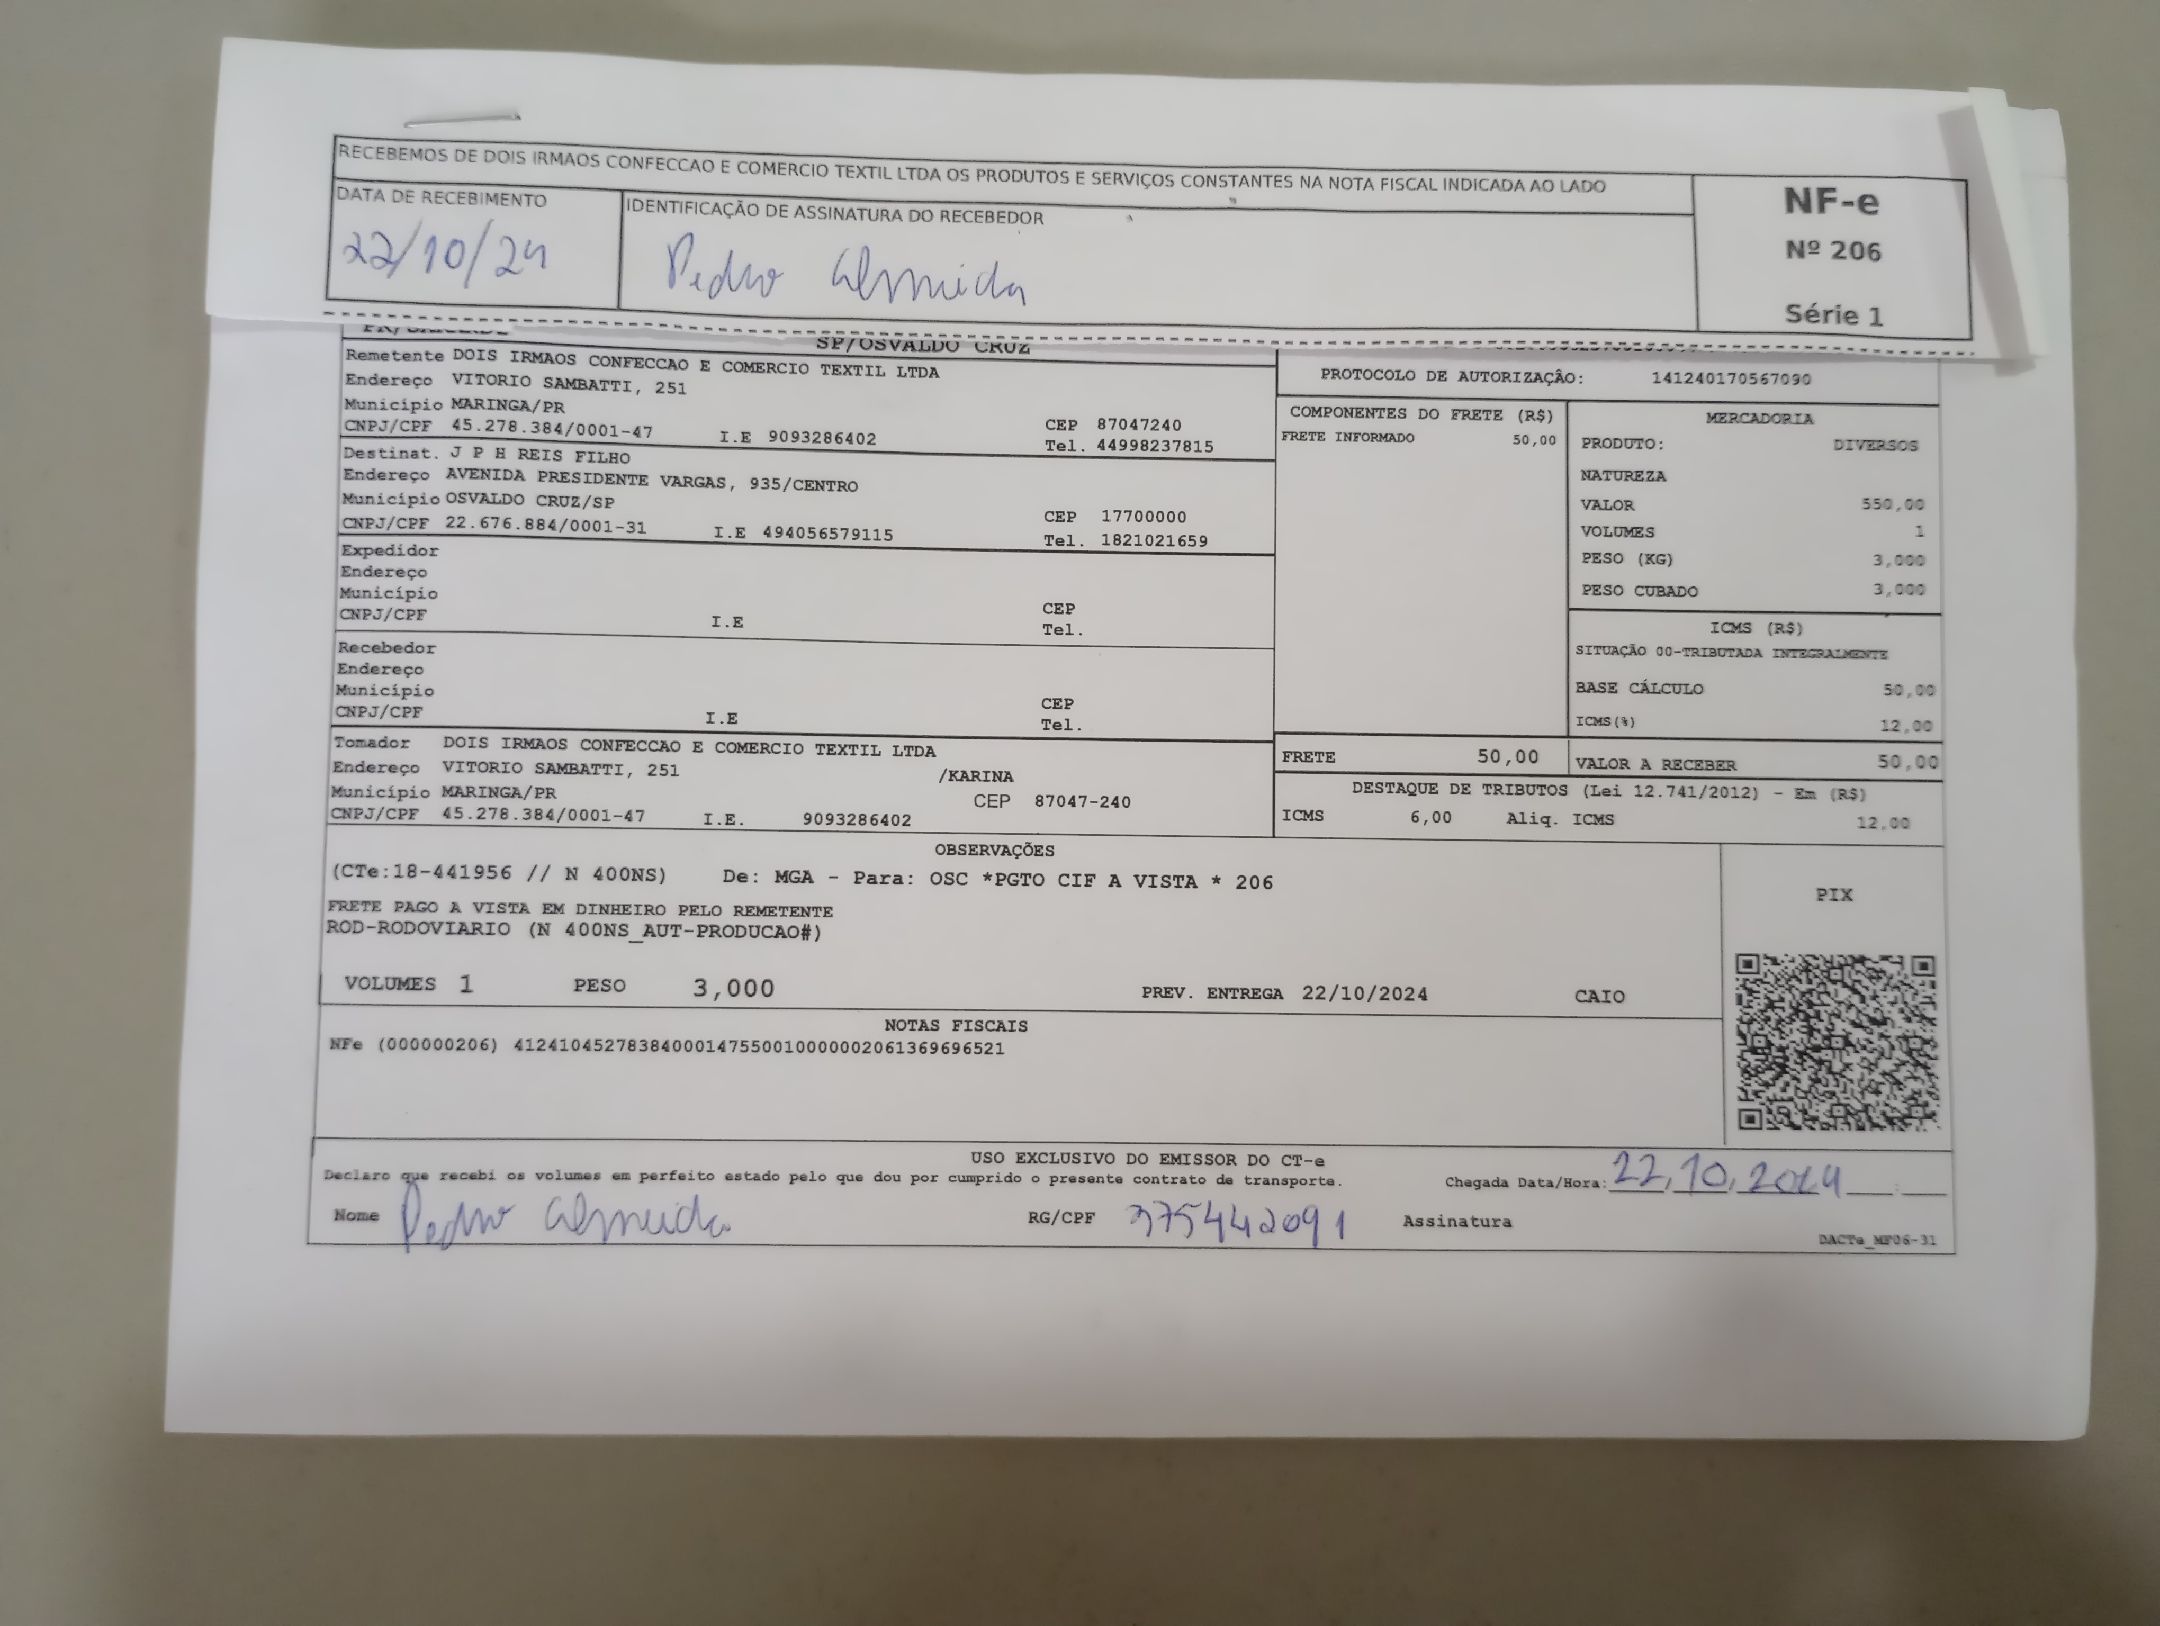 RECEBEMOS DE DOIS IRMAOS CONFECCAO E COMERCIO TEXTIL LTDA OS PRODUTOS E SERVIÇOS CONSTANTES NA NOTA FISCAL INDICADA AO LADO
DATA DE RECEBIMENTO
22/10/24
IDENTIFICAÇÃO DE ASSINATURA DO RECEBEDOR
Pedro Almeida
NF-e
Nº 206
Série 1
SP/OSVALDO CRUZ
Remetente DOIS IRMAOS CONFECCAO E COMERCIO TEXTIL LTDA
Endereço VITORIO SAMBATTI, 251
Município MARINGA/PR CEP 87047240
CNPJ/CPF 45.278.384/0001-47 I.E 9093286402 Tel. 44998237815
Destinat. J P H REIS FILHO
Endereço AVENIDA PRESIDENTE VARGAS, 935/CENTRO
Município OSVALDO CRUZ/SP CEP 17700000
CNPJ/CPF 22.676.884/0001-31 I.E 494056579115 Tel. 1821021659
Expedidor
Endereço
Município CEP
CNPJ/CPF I.E Tel.
Recebedor
Endereço
Município CEP
CNPJ/CPF I.E Tel.
Tomador DOIS IRMAOS CONFECCAO E COMERCIO TEXTIL LTDA
Endereço VITORIO SAMBATTI, 251 /KARINA
Município MARINGA/PR CEP 87047-240
CNPJ/CPF 45.278.384/0001-47 I.E. 9093286402
PROTOCOLO DE AUTORIZAÇÂO: 141240170567090
COMPONENTES DO FRETE (R$)
FRETE INFORMADO 50,00
MERCADORIA
PRODUTO: DIVERSOS
NATUREZA
VALOR 550,00
VOLUMES 1
PESO (KG) 3,000
PESO CUBADO 3,000
ICMS (R$)
SITUAÇÃO 00-TRIBUTADA INTEGRALMENTE
BASE CÁLCULO 50,00
ICMS(%) 12,00
FRETE 50,00 VALOR A RECEBER 50,00
DESTAQUE DE TRIBUTOS (Lei 12.741/2012) - Em (R$)
ICMS 6,00 Aliq. ICMS 12,00
OBSERVAÇÕES
(CTe:18-441956 // N 400NS) De: MGA - Para: OSC *PGTO CIF A VISTA * 206
FRETE PAGO A VISTA EM DINHEIRO PELO REMETENTE
ROD-RODOVIARIO (N 400NS_AUT-PRODUCAO#)
VOLUMES 1 PESO 3,000 PREV. ENTREGA 22/10/2024 CAIO
PIX
NOTAS FISCAIS
NFe (000000206) 41241045278384000147550010000002061369696521
USO EXCLUSIVO DO EMISSOR DO CT-e
Declaro que recebi os volumes em perfeito estado pelo que dou por cumprido o presente contrato de transporte. Chegada Data/Hora: 22,10,2024
Nome Pedro Almeida RG/CPF 375442091 Assinatura
DACTe_MF06-31